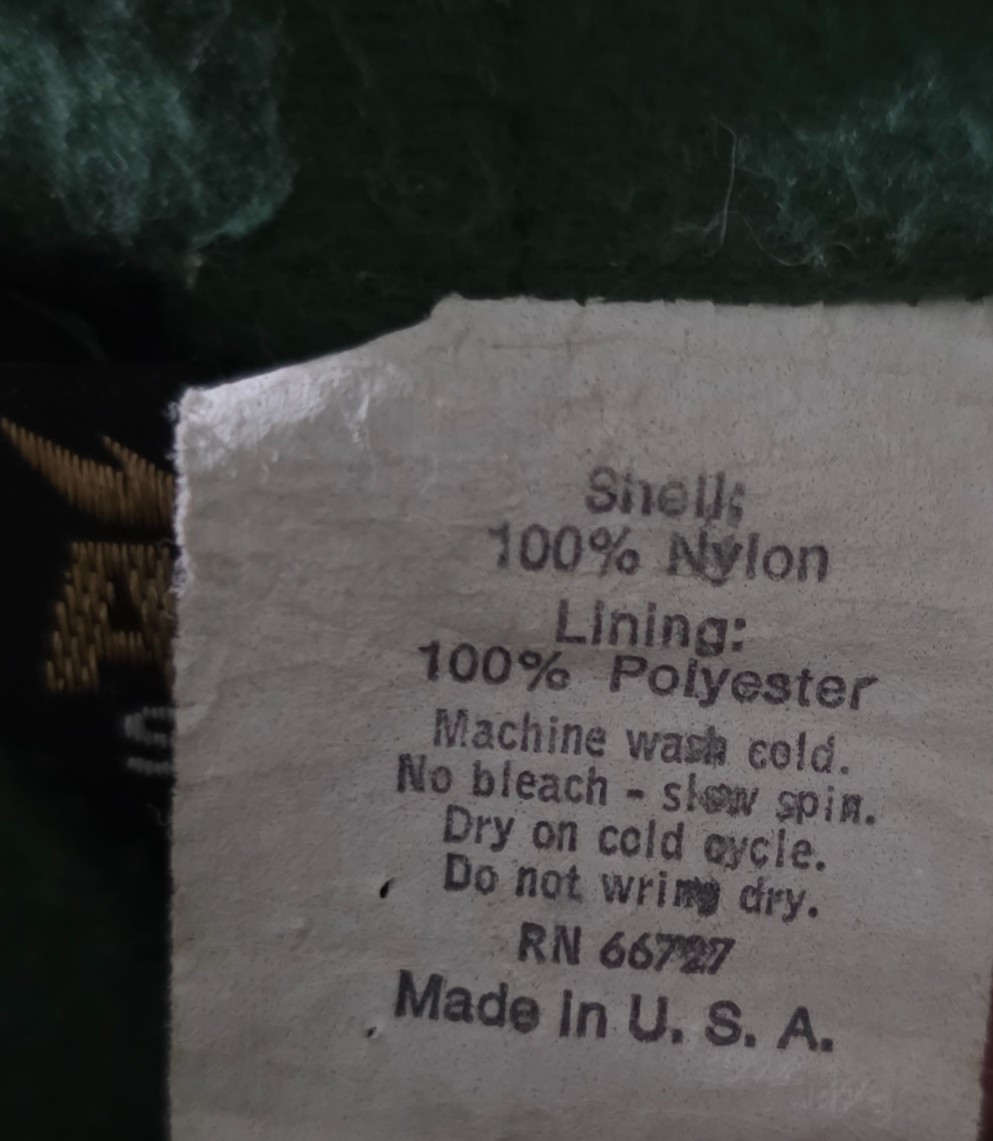 Shell:
100% Nylon
Lining:
100% Polyester
Machine wash cold.
No bleach - slow spin.
Dry on cold cycle.
Do not wring dry.
RN 66727
Made in U. S. A.
A
S